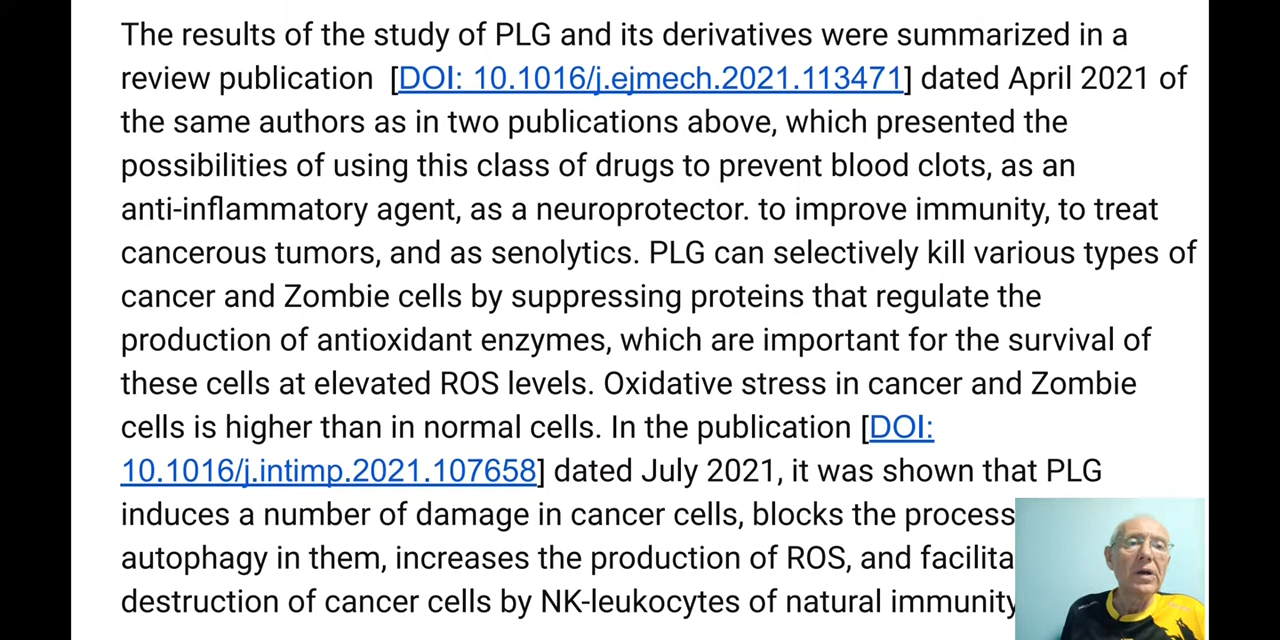 The results of the study of PLG and its derivatives were summarized in a
review publication [DOI: 10.1016/j.ejmech.2021.113471] dated April 2021 of
the same authors as in two publications above, which presented the
possibilities of using this class of drugs to prevent blood clots, as an
anti-inflammatory agent, as a neuroprotector. to improve immunity, to treat
cancerous tumors, and as senolytics. PLG can selectively kill various types of
cancer and Zombie cells by suppressing proteins that regulate the
production of antioxidant enzymes, which are important for the survival of
these cells at elevated ROS levels. Oxidative stress in cancer and Zombie
cells is higher than in normal cells. In the publication [DOI:
10.1016/j.intimp.2021.107658] dated July 2021, it was shown that PLG
induces a number of damage in cancer cells, blocks the process
autophagy in them, increases the production of ROS, and facilita
destruction of cancer cells by NK-leukocytes of natural immunity